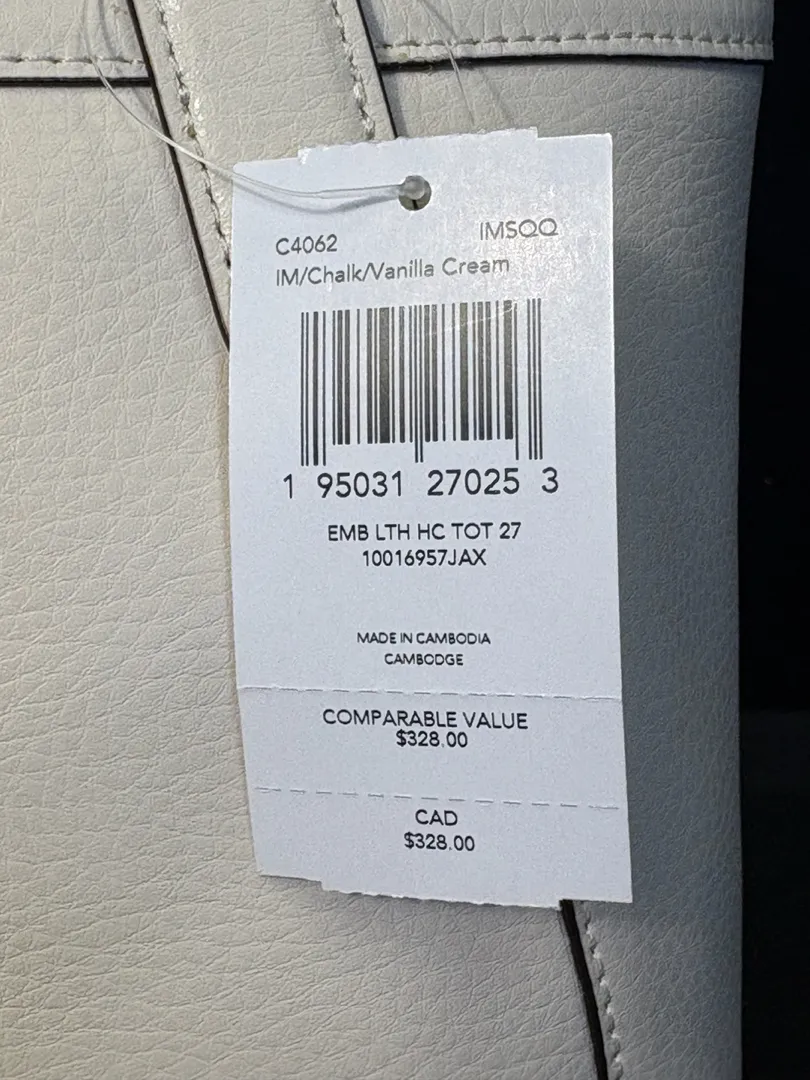 C4062 IMSQQ
IM/Chalk/Vanilla Cream
1 95031 27025 3
EMB LTH HC TOT 27
10016957JAX
MADE IN CAMBODIA
CAMBODGE
COMPARABLE VALUE
$328.00
CAD
$328.00